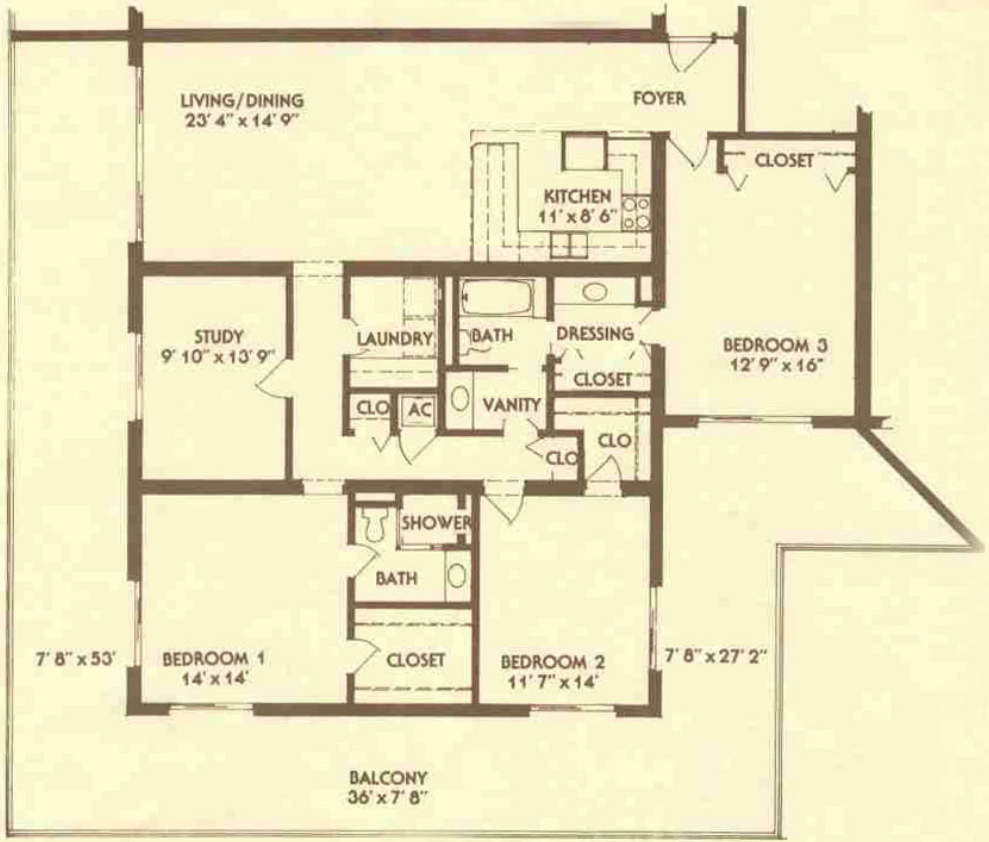 LIVING/DINING
23' 4" x 14' 9"
FOYER
CLOSET
KITCHEN
11' x 8' 6"
STUDY
9' 10" x 13' 9"
LAUNDRY
BATH
DRESSING
BEDROOM 3
12' 9" x 16"
CLOSET
CLO
AC
VANITY
CLO
CLO
SHOWER
BATH
7' 8" x 53'
BEDROOM 1
14' x 14'
CLOSET
BEDROOM 2
11' 7" x 14'
7' 8" x 27' 2"
BALCONY
36' x 7' 8"